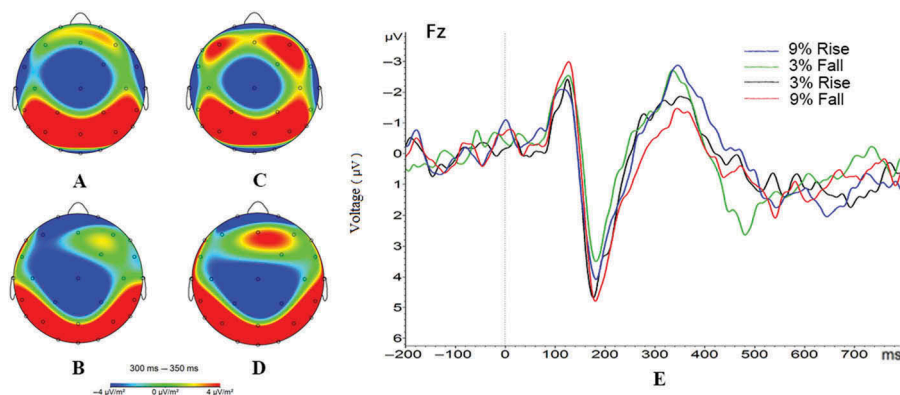 A
C
B
D
300 ms – 350 ms
−4 µV/m² 0 µV/m² 4 µV/m²
Fz
µV
−3
−2
−1
0
1
2
3
4
5
6
Voltage ( µV )
−200 −100 0 100 200 300 400 500 600 700 ms
E
9% Rise
3% Fall
3% Rise
9% Fall